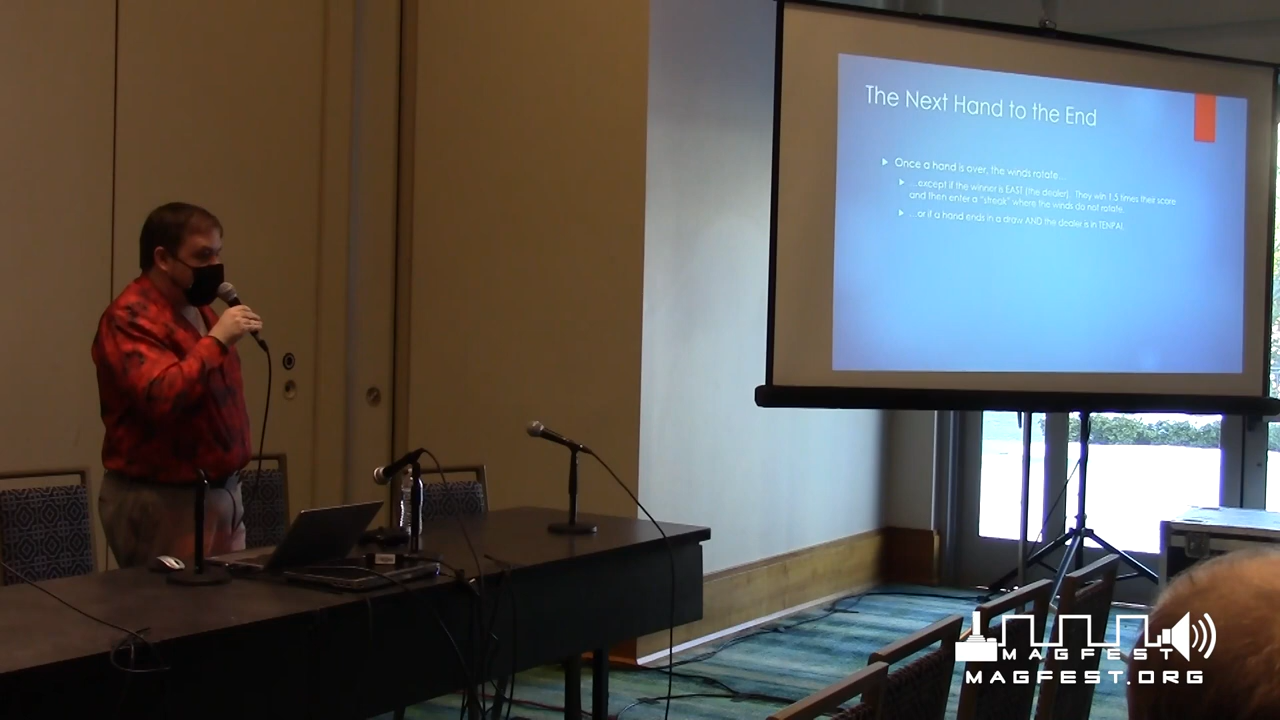 The Next Hand to the End
Once a hand is over, the winds rotate...
...except if the winner is EAST (the dealer). They win 1.5 times their score
and then enter a "streak" where the winds do not rotate.
...or if a hand ends in a draw AND the dealer is in TENPAI.
MAGFEST
MAGFEST.ORG